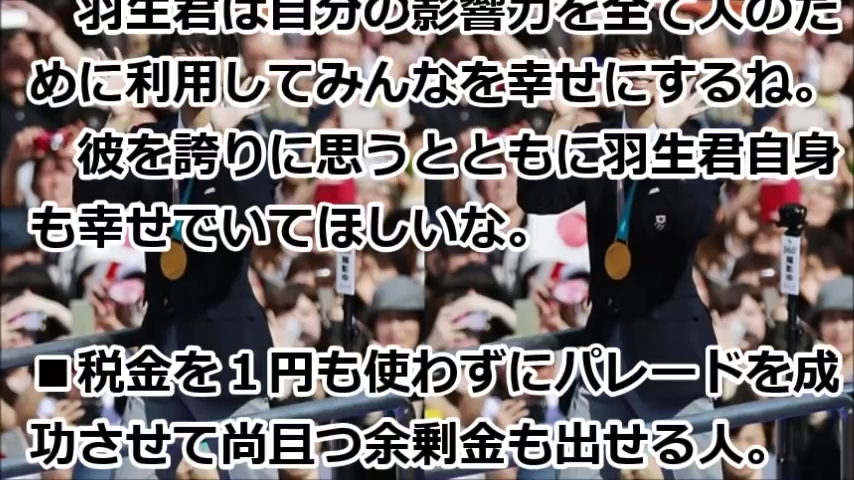 羽生君は自分の影響力を全て人のた
めに利用してみんなを幸せにするね。
彼を誇りに思うとともに羽生君自身
も幸せでいてほしいな。
360°
撮影中
■税金を１円も使わずにパレードを成
功させて尚且つ余剰金も出せる人。